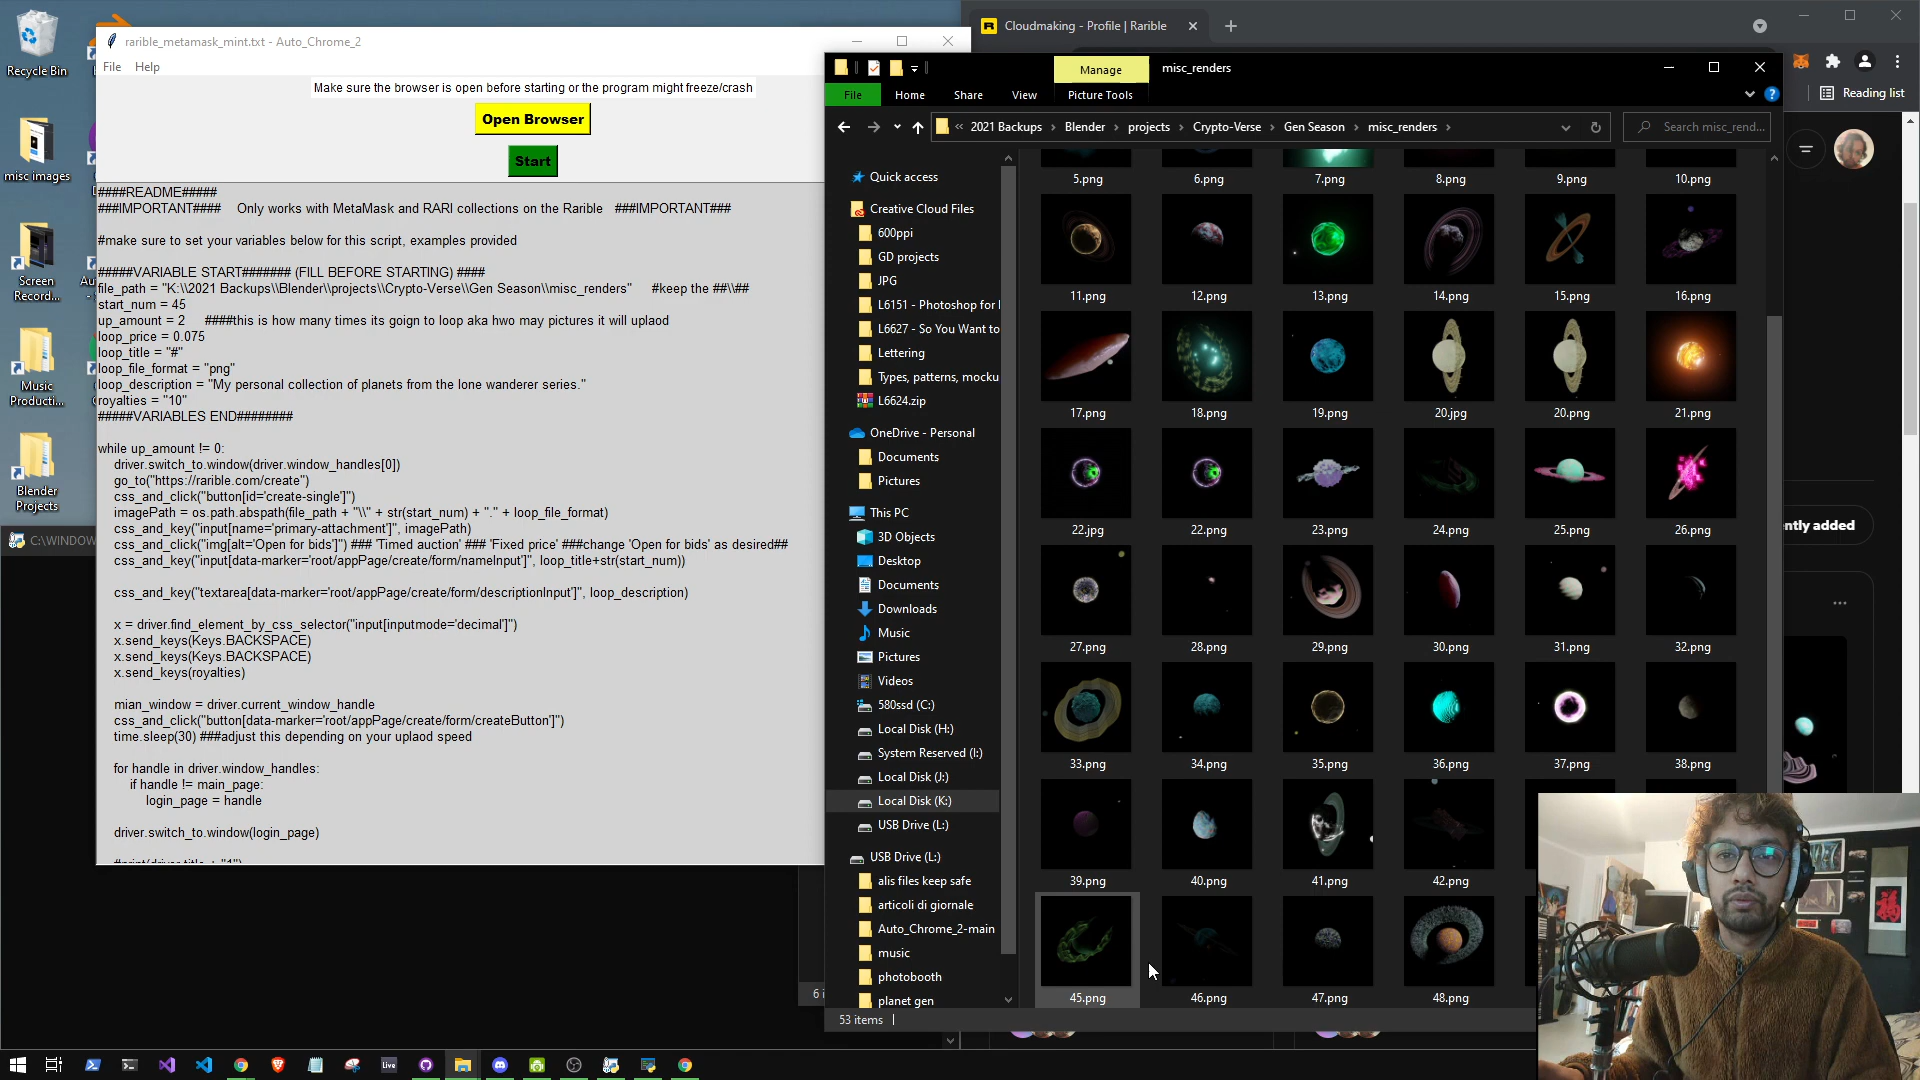 Recycle Bin
misc images
Screen
Record...
Music
Producti...
Blender
Projects
rarible_metamask_mint.txt - Auto_Chrome_2
File Help
Make sure the browser is open before starting or the program might freeze/crash
Open Browser
Start
####README#####
###IMPORTANT#### Only works with MetaMask and RARI collections on the Rarible ###IMPORTANT###
#make sure to set your variables below for this script, examples provided
#####VARIABLE START####### (FILL BEFORE STARTING) ####
file_path = "K:\\2021 Backups\\Blender\\projects\\Crypto-Verse\\Gen Season\\misc_renders" #keep the ##\\##
start_num = 45
up_amount = 2 ####this is how many times its goign to loop aka hwo may pictures it will uplaod
loop_price = 0.075
loop_title = "#"
loop_file_format = "png"
loop_description = "My personal collection of planets from the lone wanderer series."
royalties = "10"
#####VARIABLES END########
while up_amount != 0:
driver.switch_to.window(driver.window_handles[0])
go_to("https://rarible.com/create")
css_and_click("button[id='create-single']")
imagePath = os.path.abspath(file_path + "\\" + str(start_num) + "." + loop_file_format)
css_and_key("input[name='primary-attachment']", imagePath)
css_and_click("img[alt='Open for bids']") ### 'Timed auction' ### 'Fixed price' ###change 'Open for bids' as desired##
css_and_key("input[data-marker='root/appPage/create/form/nameInput']", loop_title+str(start_num))
css_and_key("textarea[data-marker='root/appPage/create/form/descriptionInput']", loop_description)
x = driver.find_element_by_css_selector("input[inputmode='decimal']")
x.send_keys(Keys.BACKSPACE)
x.send_keys(Keys.BACKSPACE)
x.send_keys(royalties)
mian_window = driver.current_window_handle
css_and_click("button[data-marker='root/appPage/create/form/createButton']")
time.sleep(30) ###adjust this depending on your uplaod speed
for handle in driver.window_handles:
if handle != main_page:
login_page = handle
driver.switch_to.window(login_page)
C:\WINDOW
Cloudmaking - Profile | Rarible
Reading list
ntly added
Manage misc_renders
File Home Share View Picture Tools
« 2021 Backups > Blender > projects > Crypto-Verse > Gen Season > misc_renders >
Search misc_rend...
Quick access
Creative Cloud Files
600ppi
GD projects
JPG
L6151 - Photoshop for
L6627 - So You Want to
Lettering
Types, patterns, mocku
L6624.zip
OneDrive - Personal
Documents
Pictures
This PC
3D Objects
Desktop
Documents
Downloads
Music
Pictures
Videos
580ssd (C:)
Local Disk (H:)
System Reserved (I:)
Local Disk (J:)
Local Disk (K:)
USB Drive (L:)
USB Drive (L:)
alis files keep safe
articoli di giornale
Auto_Chrome_2-main
music
photobooth
planet gen
5.png 6.png 7.png 8.png 9.png 10.png
11.png 12.png 13.png 14.png 15.png 16.png
17.png 18.png 19.png 20.jpg 20.png 21.png
22.jpg 22.png 23.png 24.png 25.png 26.png
27.png 28.png 29.png 30.png 31.png 32.png
33.png 34.png 35.png 36.png 37.png 38.png
39.png 40.png 41.png 42.png
45.png 46.png 47.png 48.png
53 items
6 i
Live
福